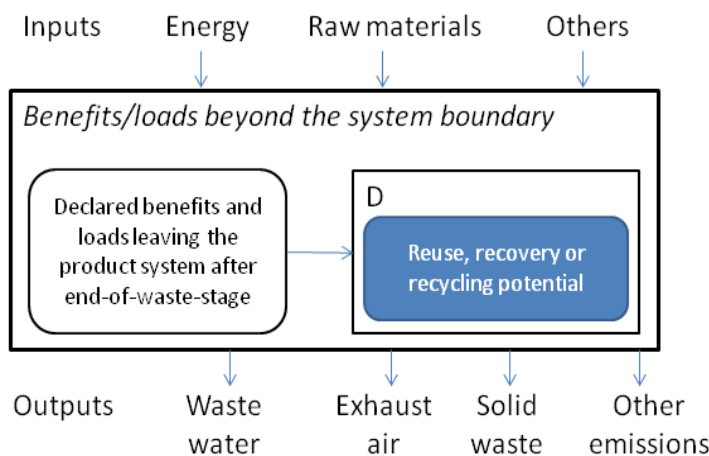 Inputs Energy Raw materials Others
Benefits/loads beyond the system boundary
Declared benefits and
loads leaving the
product system after
end-of-waste-stage
D
Reuse, recovery or
recycling potential
Outputs Waste Exhaust Solid Other
water air waste emissions